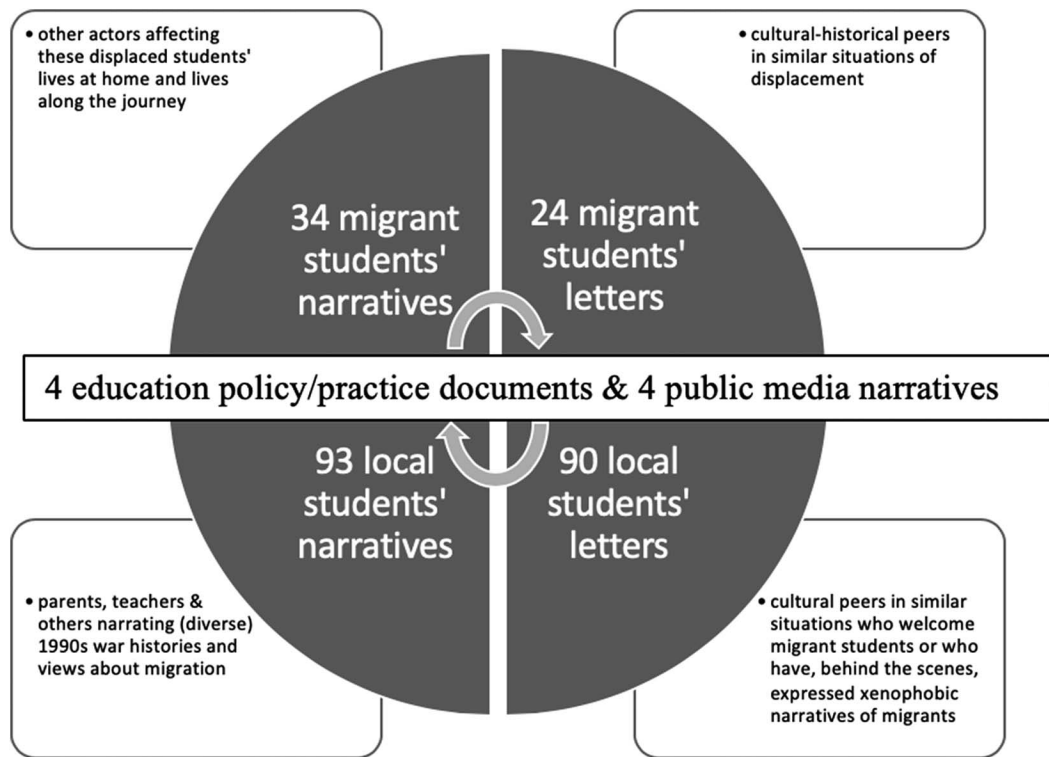 • other actors affecting
these displaced students'
lives at home and lives
along the journey
• cultural-historical peers
in similar situations of
displacement
34 migrant
students'
narratives
24 migrant
students'
letters
4 education policy/practice documents & 4 public media narratives
93 local
students'
narratives
90 local
students'
letters
• parents, teachers &
others narrating (diverse)
1990s war histories and
views about migration
• cultural peers in similar
situations who welcome
migrant students or who
have, behind the scenes,
expressed xenophobic
narratives of migrants